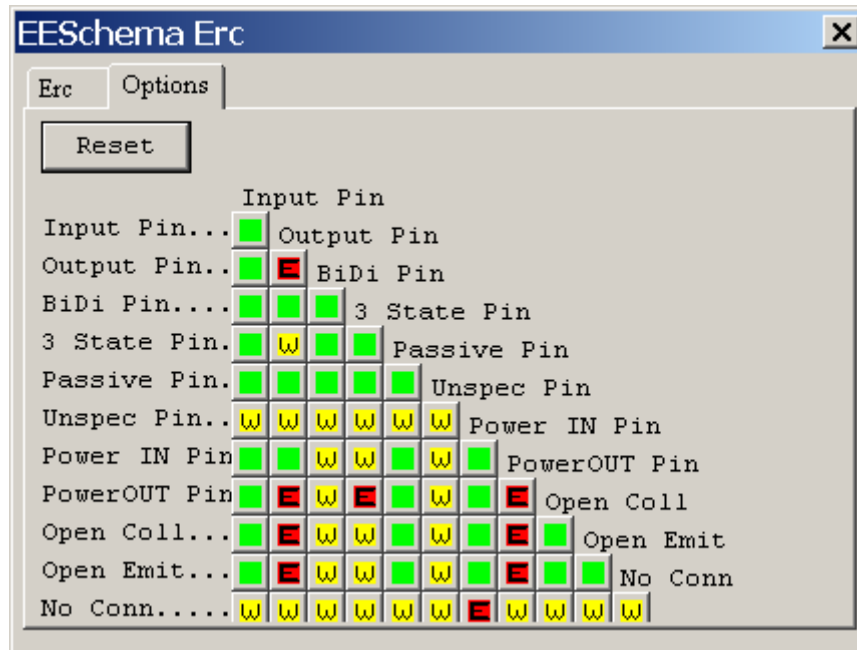 EESchema Erc
Erc Options
Reset
Input Pin
Input Pin... Output Pin
Output Pin.. E BiDi Pin
BiDi Pin.... 3 State Pin
3 State Pin. W Passive Pin
Passive Pin. Unspec Pin
Unspec Pin.. W W W W W W Power IN Pin
Power IN Pin W W W PowerOUT Pin
PowerOUT Pin E W E W E Open Coll
Open Coll... E W W W E Open Emit
Open Emit... E W W W E No Conn
No Conn..... W W W W W W E W W W W